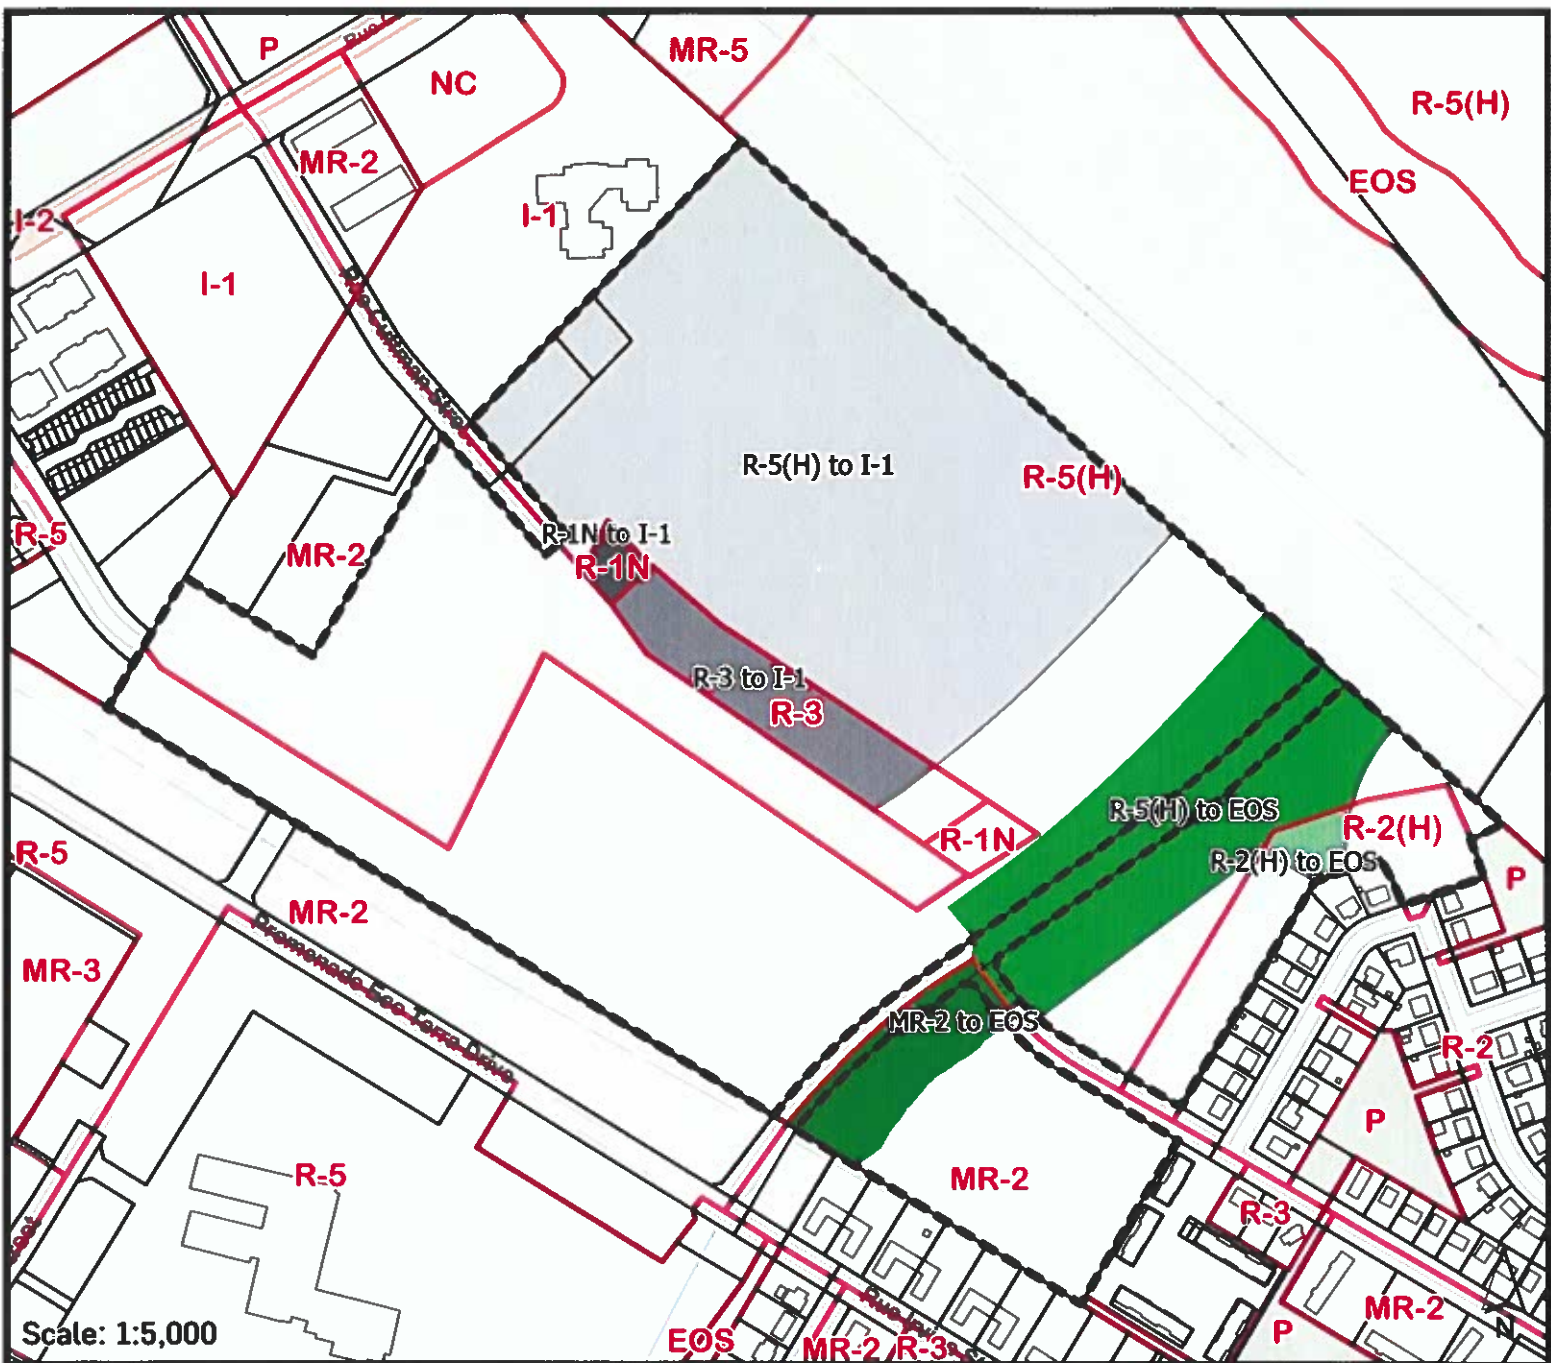 P
MR-5
NC
R-5(H)
MR-2
EOS
I-2
I-1
I-1
Rue Street
R-5(H) to I-1
R-5(H)
R-5
R-1N to I-1
MR-2
R-1N
R-3 to I-1
R-3
R-5(H) to EOS
R-1N
R-2(H)
R-5
R-2(H) to EOS
P
MR-2
Promenade Eco Terra Drive
MR-3
MR-2 to EOS
R-2
P
R-5
MR-2
R-3
MR-2
P
Scale: 1:5,000
EOS
MR-2
R-3
Rue
N